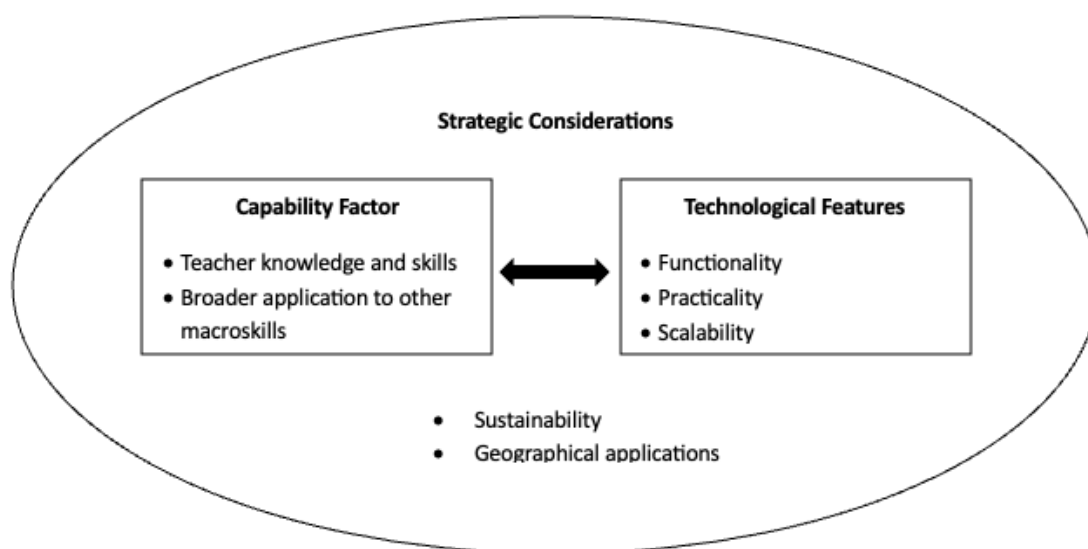 Strategic Considerations
Capability Factor
• Teacher knowledge and skills
• Broader application to other
macroskills
Technological Features
• Functionality
• Practicality
• Scalability
• Sustainability
• Geographical applications